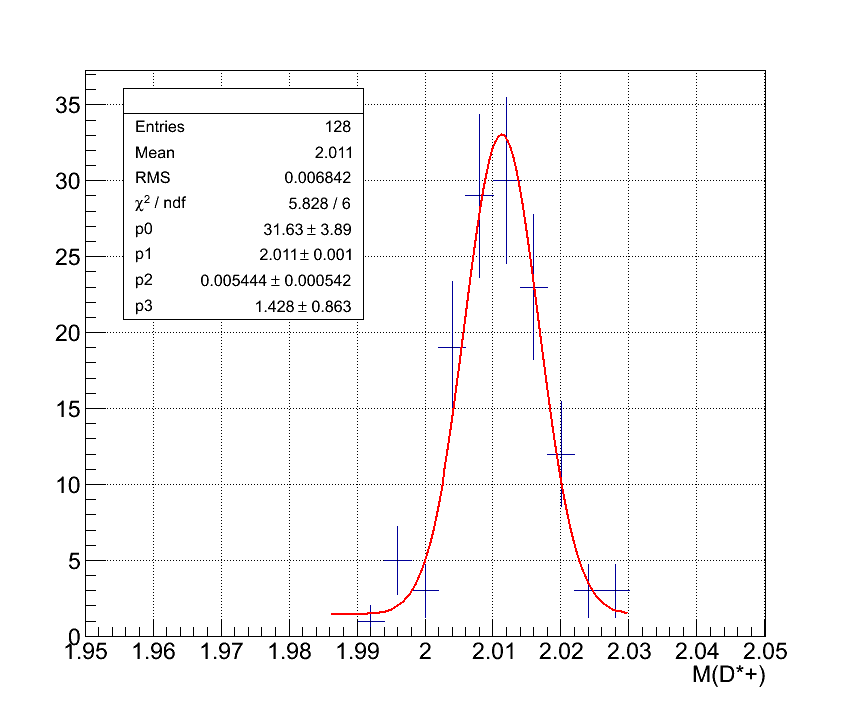 35
30
25
20
15
10
5
0
Entries 128
Mean 2.011
RMS 0.006842
χ² / ndf 5.828 / 6
p0 31.63 ± 3.89
p1 2.011 ± 0.001
p2 0.005444 ± 0.000542
p3 1.428 ± 0.863
1.95 1.96 1.97 1.98 1.99 2 2.01 2.02 2.03 2.04 2.05
M(D*+)